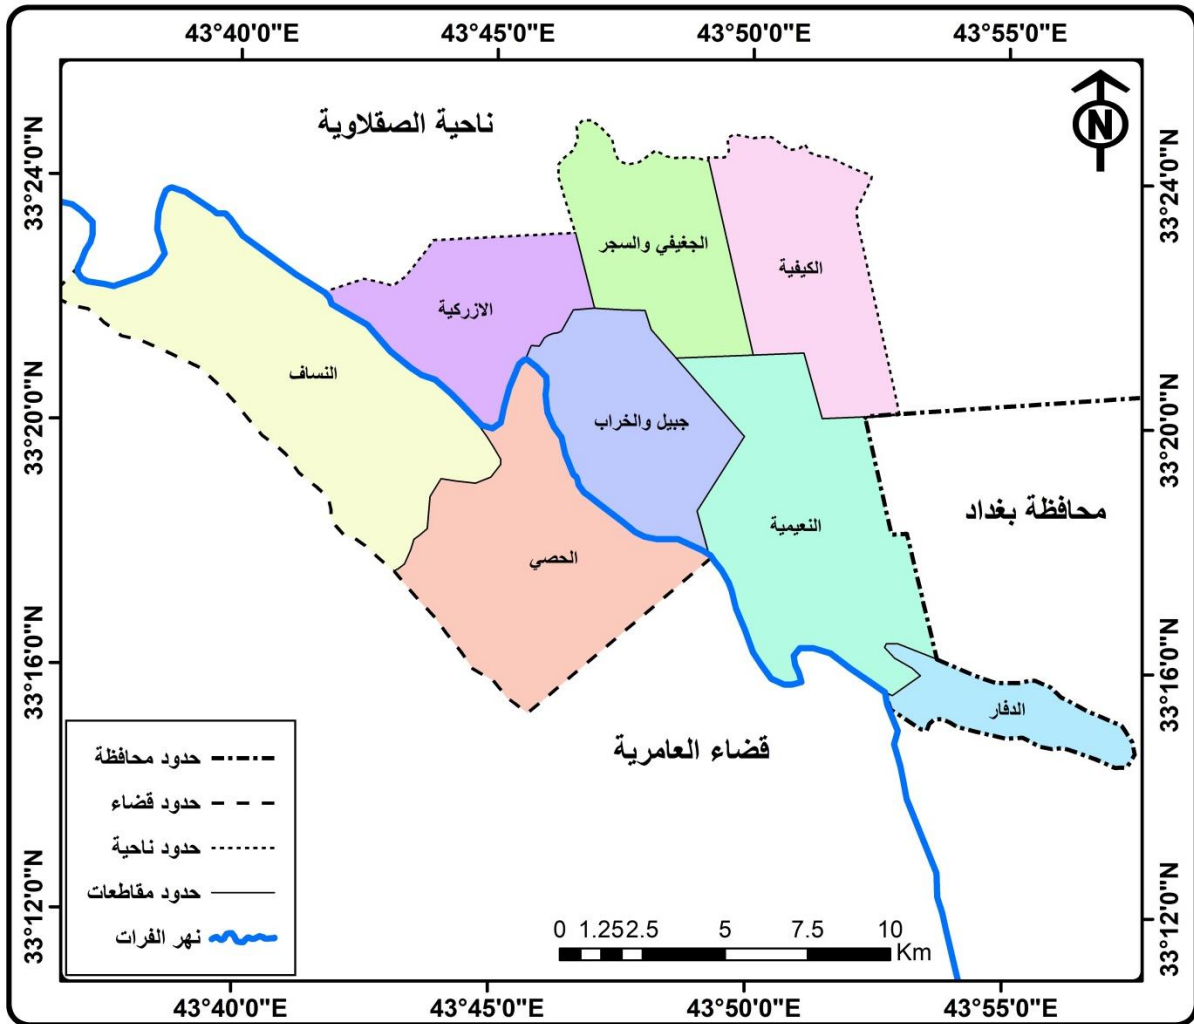 43°40'0"E 43°45'0"E 43°50'0"E 43°55'0"E
N
ناحية الصقلاوية
33°24'0"N
33°24'0"N
الجغيفي والسجر
الكيفية
الازركية
النساف
جبيل والخراب
33°20'0"N
33°20'0"N
محافظة بغداد
النعيمية
الحصي
33°16'0"N
33°16'0"N
الدفار
قضاء العامرية
حدود محافظة
حدود قضاء
حدود ناحية
حدود مقاطعات
نهر الفرات
33°12'0"N
33°12'0"N
0 1.25 2.5 5 7.5 10
Km
43°40'0"E 43°45'0"E 43°50'0"E 43°55'0"E